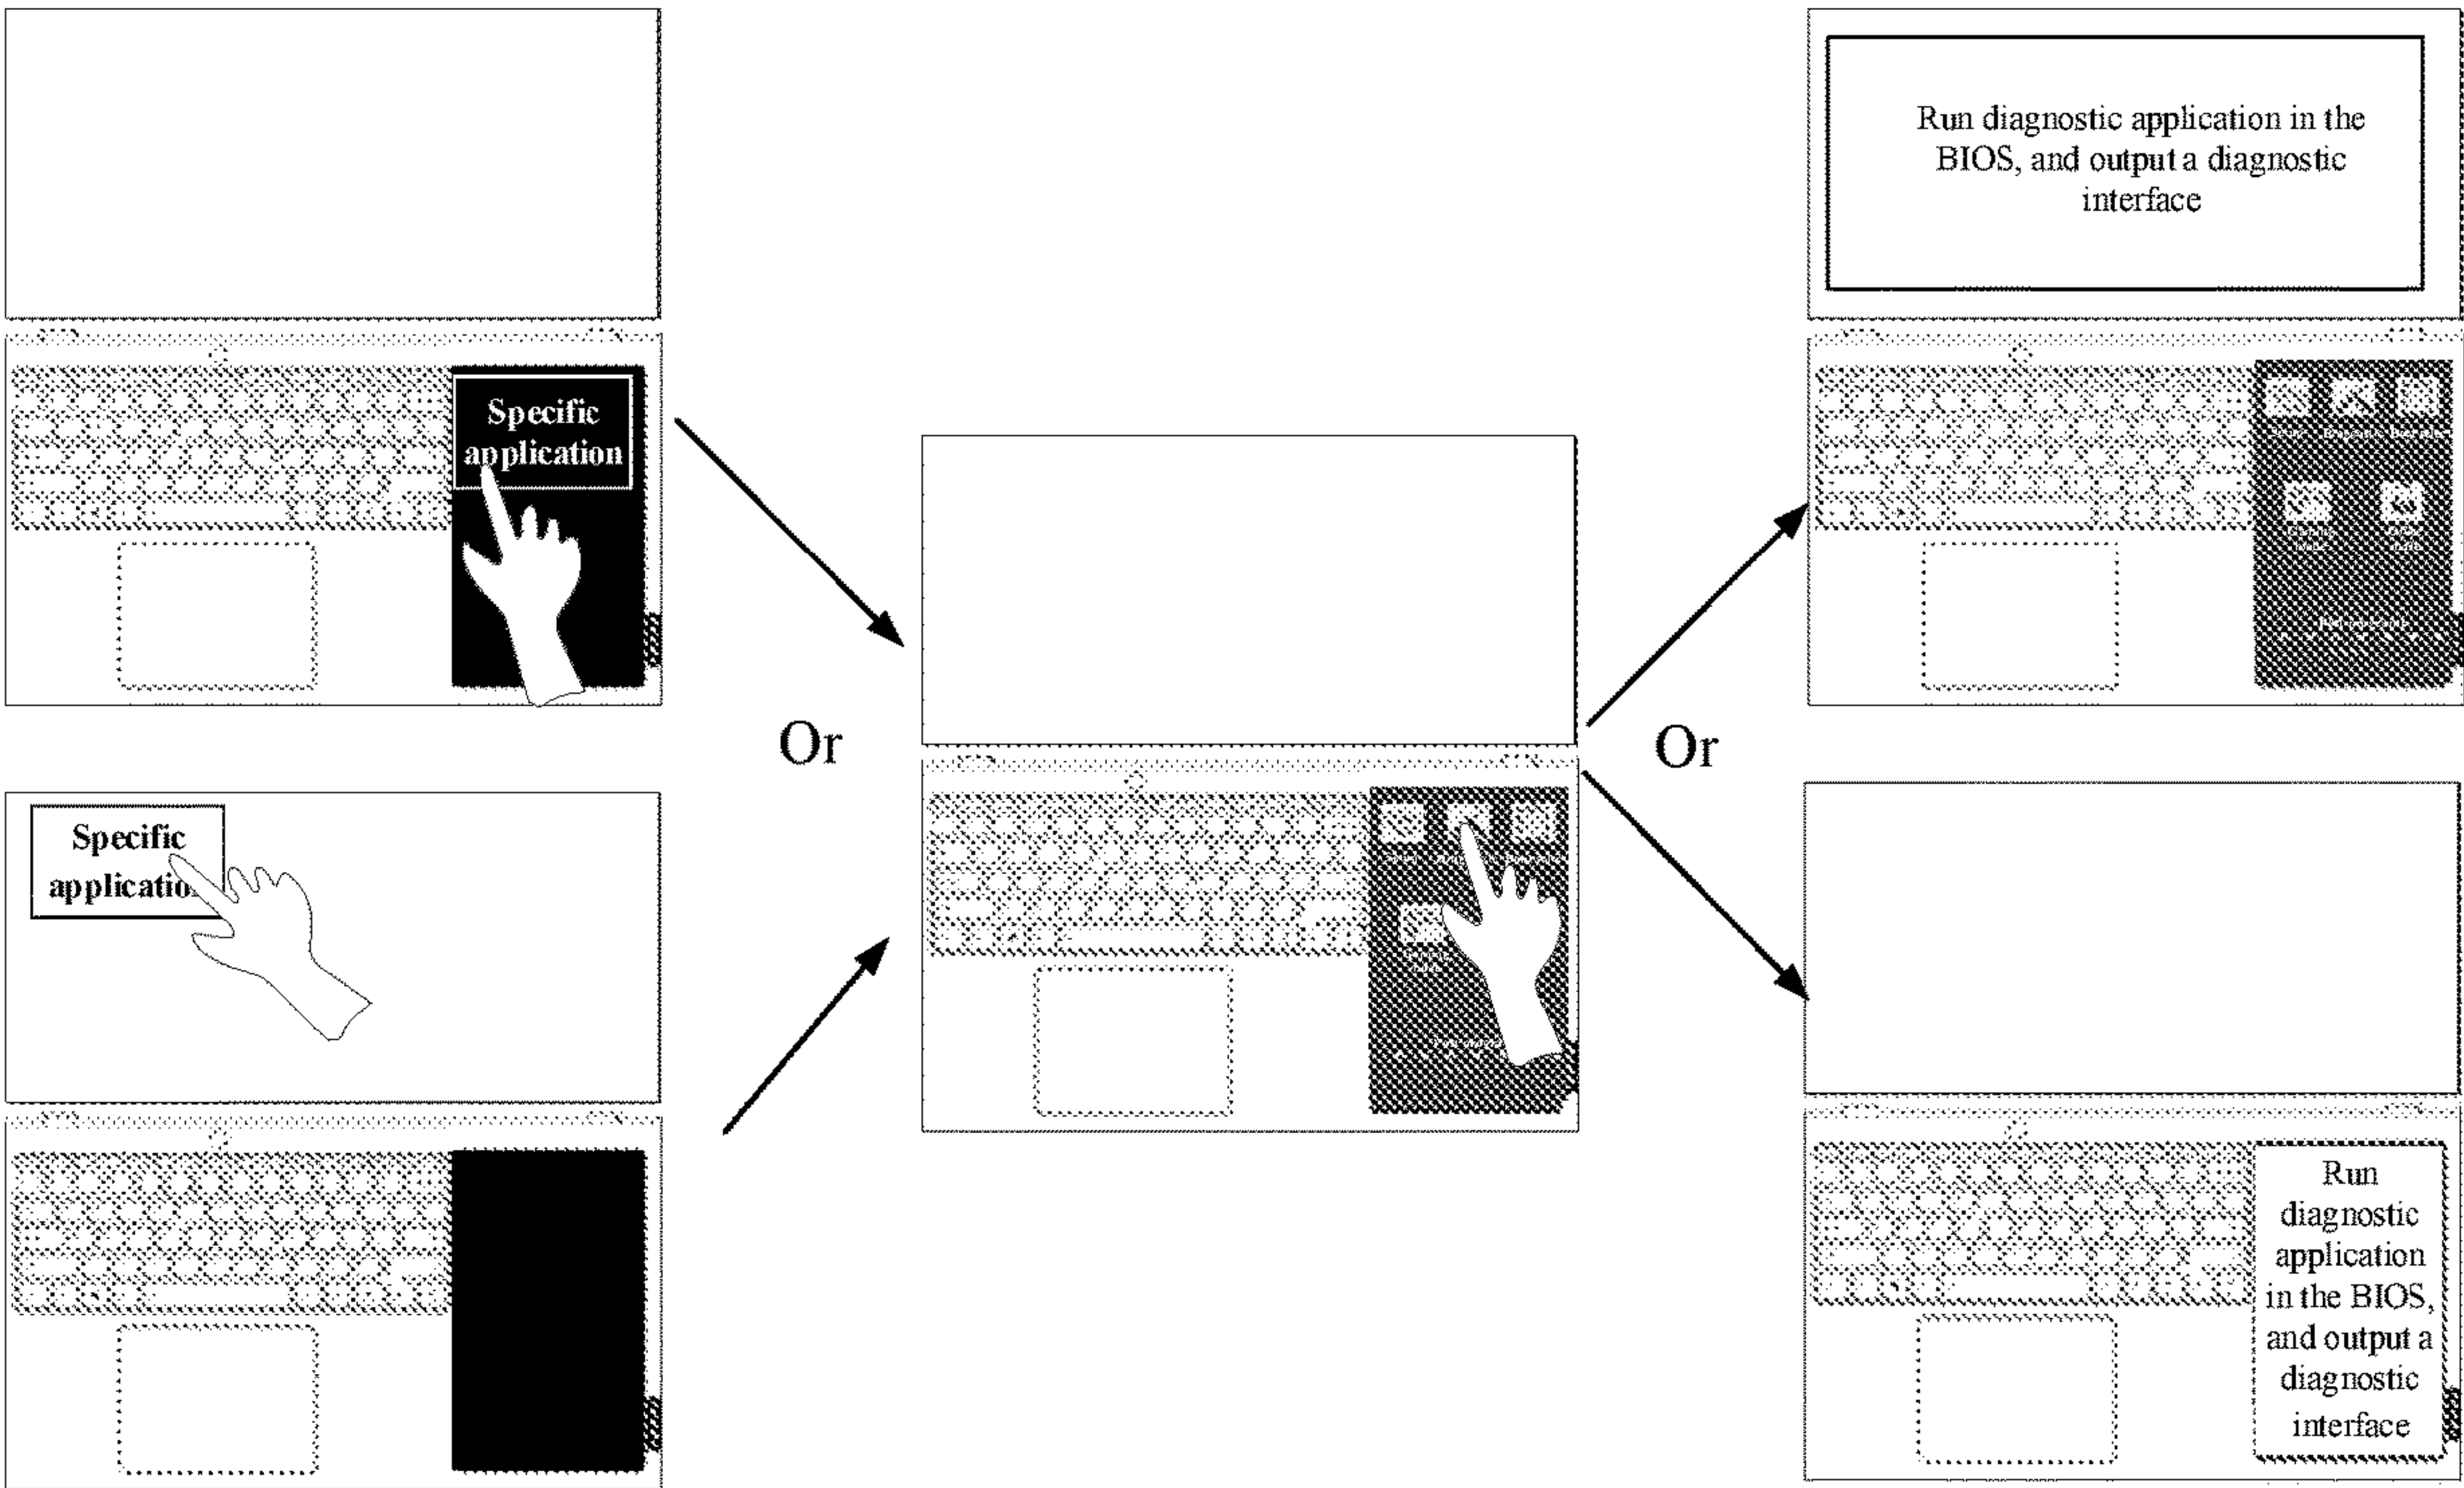 Specific
application
Or
Specific
Run diagnostic application in the
BIOS, and output a diagnostic
interface
Or
Run
diagnostic
application
in the BIOS,
and output a
diagnostic
interface